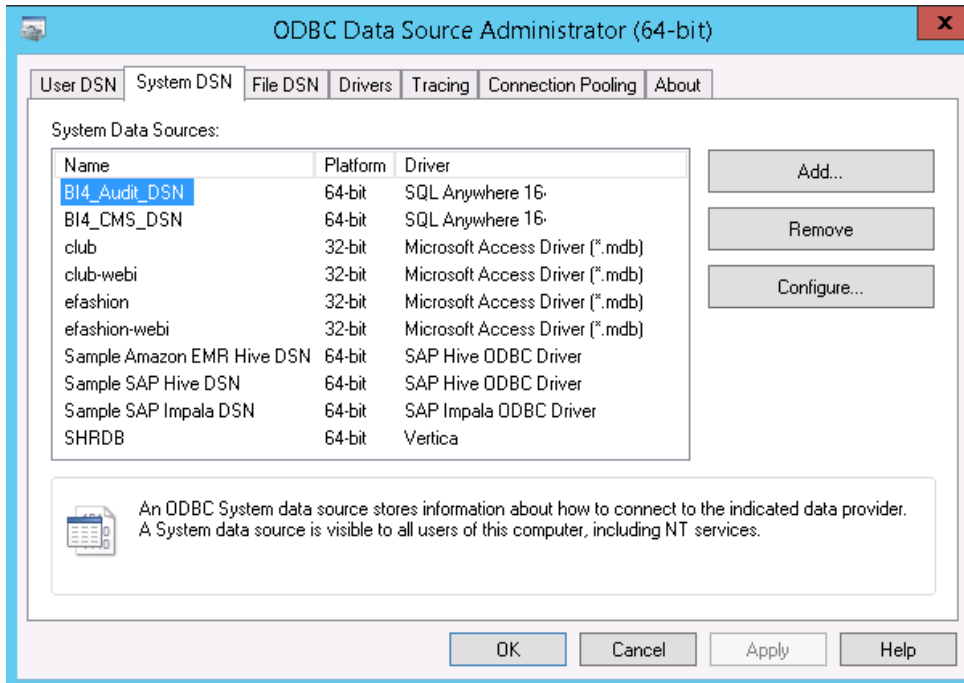 ODBC Data Source Administrator (64-bit)
x
User DSN System DSN File DSN Drivers Tracing Connection Pooling About
System Data Sources:
Name Platform Driver
BI4_Audit_DSN 64-bit SQL Anywhere 16
BI4_CMS_DSN 64-bit SQL Anywhere 16
club 32-bit Microsoft Access Driver (*.mdb)
club-webi 32-bit Microsoft Access Driver (*.mdb)
efashion 32-bit Microsoft Access Driver (*.mdb)
efashion-webi 32-bit Microsoft Access Driver (*.mdb)
Sample Amazon EMR Hive DSN 64-bit SAP Hive ODBC Driver
Sample SAP Hive DSN 64-bit SAP Hive ODBC Driver
Sample SAP Impala DSN 64-bit SAP Impala ODBC Driver
SHRDB 64-bit Vertica
Add...
Remove
Configure...
An ODBC System data source stores information about how to connect to the indicated data provider.
A System data source is visible to all users of this computer, including NT services.
OK Cancel Apply Help